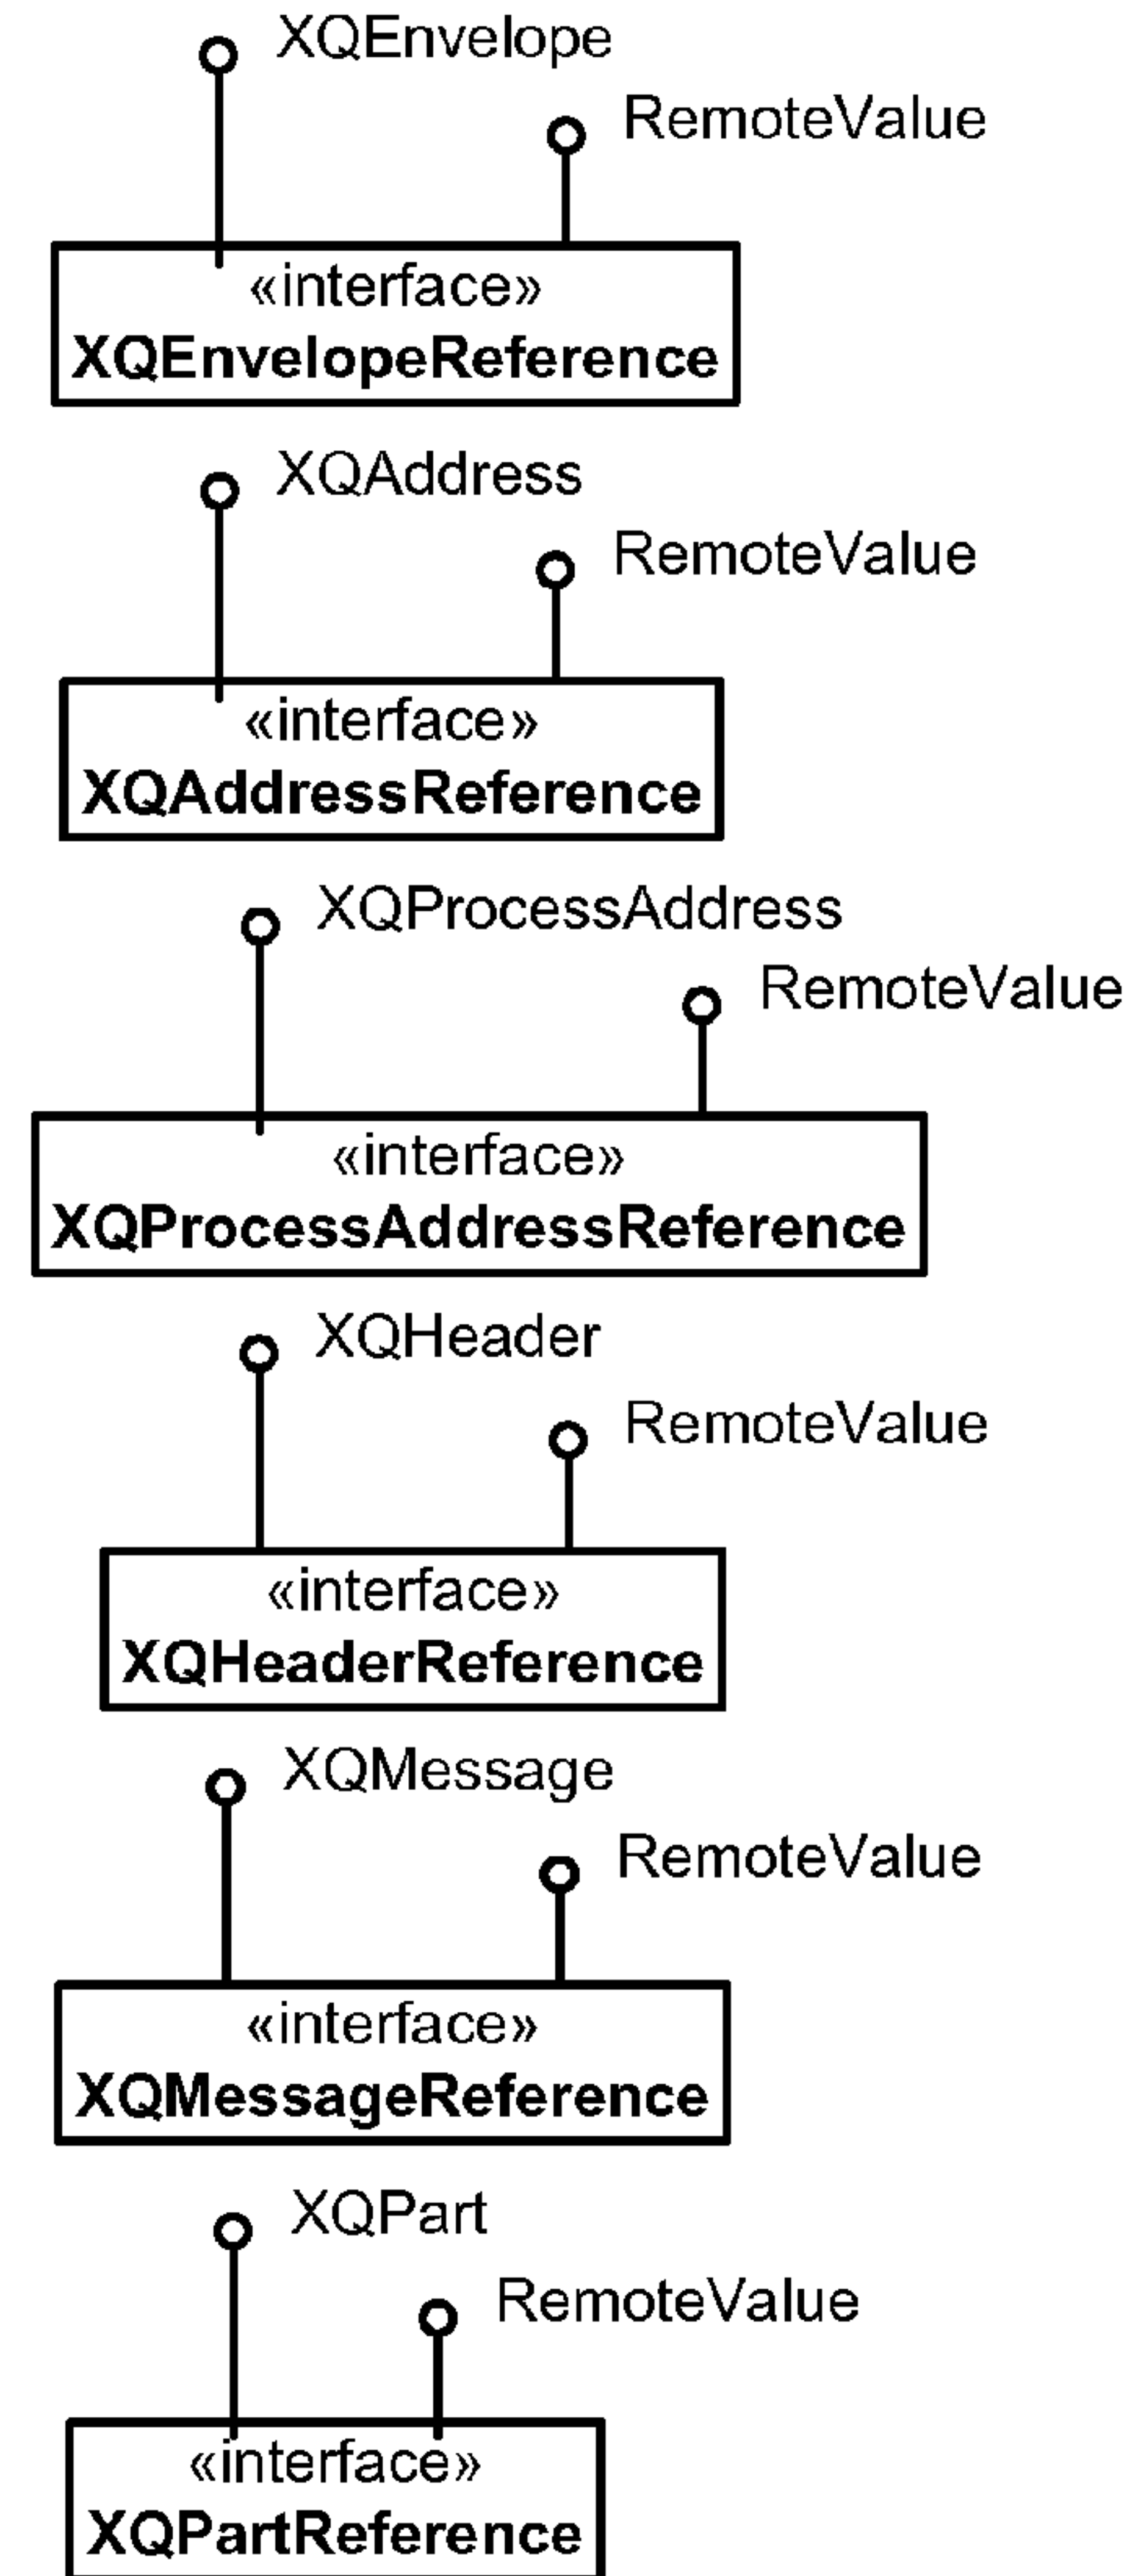 XQEnvelope
RemoteValue
«interface»
XQEnvelopeReference
XQAddress
RemoteValue
«interface»
XQAddressReference
XQProcessAddress
RemoteValue
«interface»
XQProcessAddressReference
XQHeader
RemoteValue
«interface»
XQHeaderReference
XQMessage
RemoteValue
«interface»
XQMessageReference
XQPart
RemoteValue
«interface»
XQPartReference